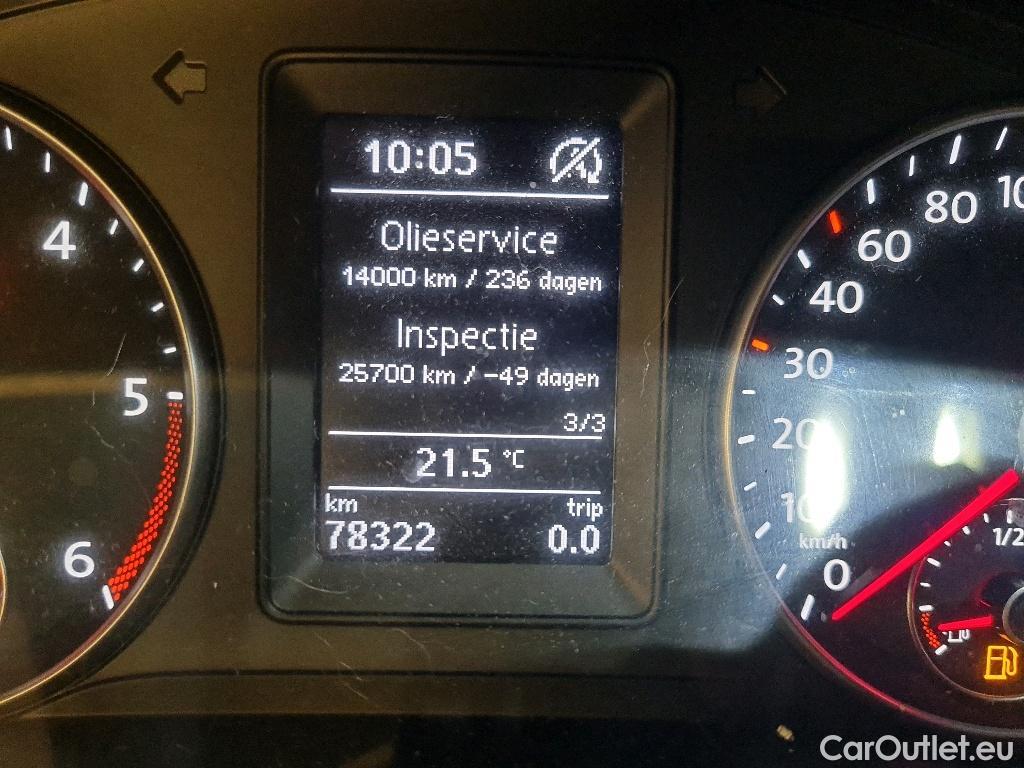 10:05
Olieservice
14000 km / 236 dagen
Inspectie
25700 km / -49 dagen
3/3
21.5 °C
km trip
78322 0.0
4
5
6
80
60
40
30
20
10
km/h
0
1/2
CarOutlet.eu